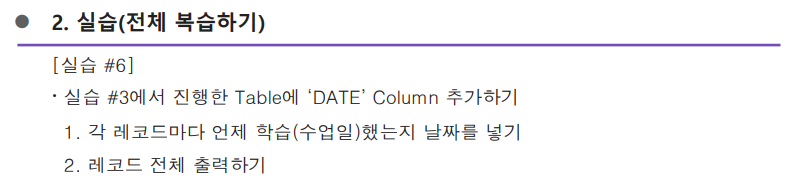 ● 2. 실습(전체 복습하기)
[실습 #6]
· 실습 #3에서 진행한 Table에 ‘DATE’ Column 추가하기
1. 각 레코드마다 언제 학습(수업일)했는지 날짜를 넣기
2. 레코드 전체 출력하기